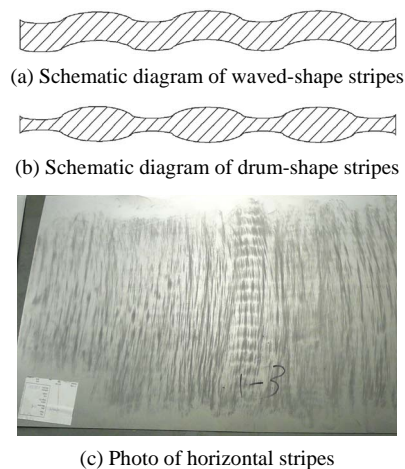 (a) Schematic diagram of waved-shape stripes
(b) Schematic diagram of drum-shape stripes
1-3
(c) Photo of horizontal stripes